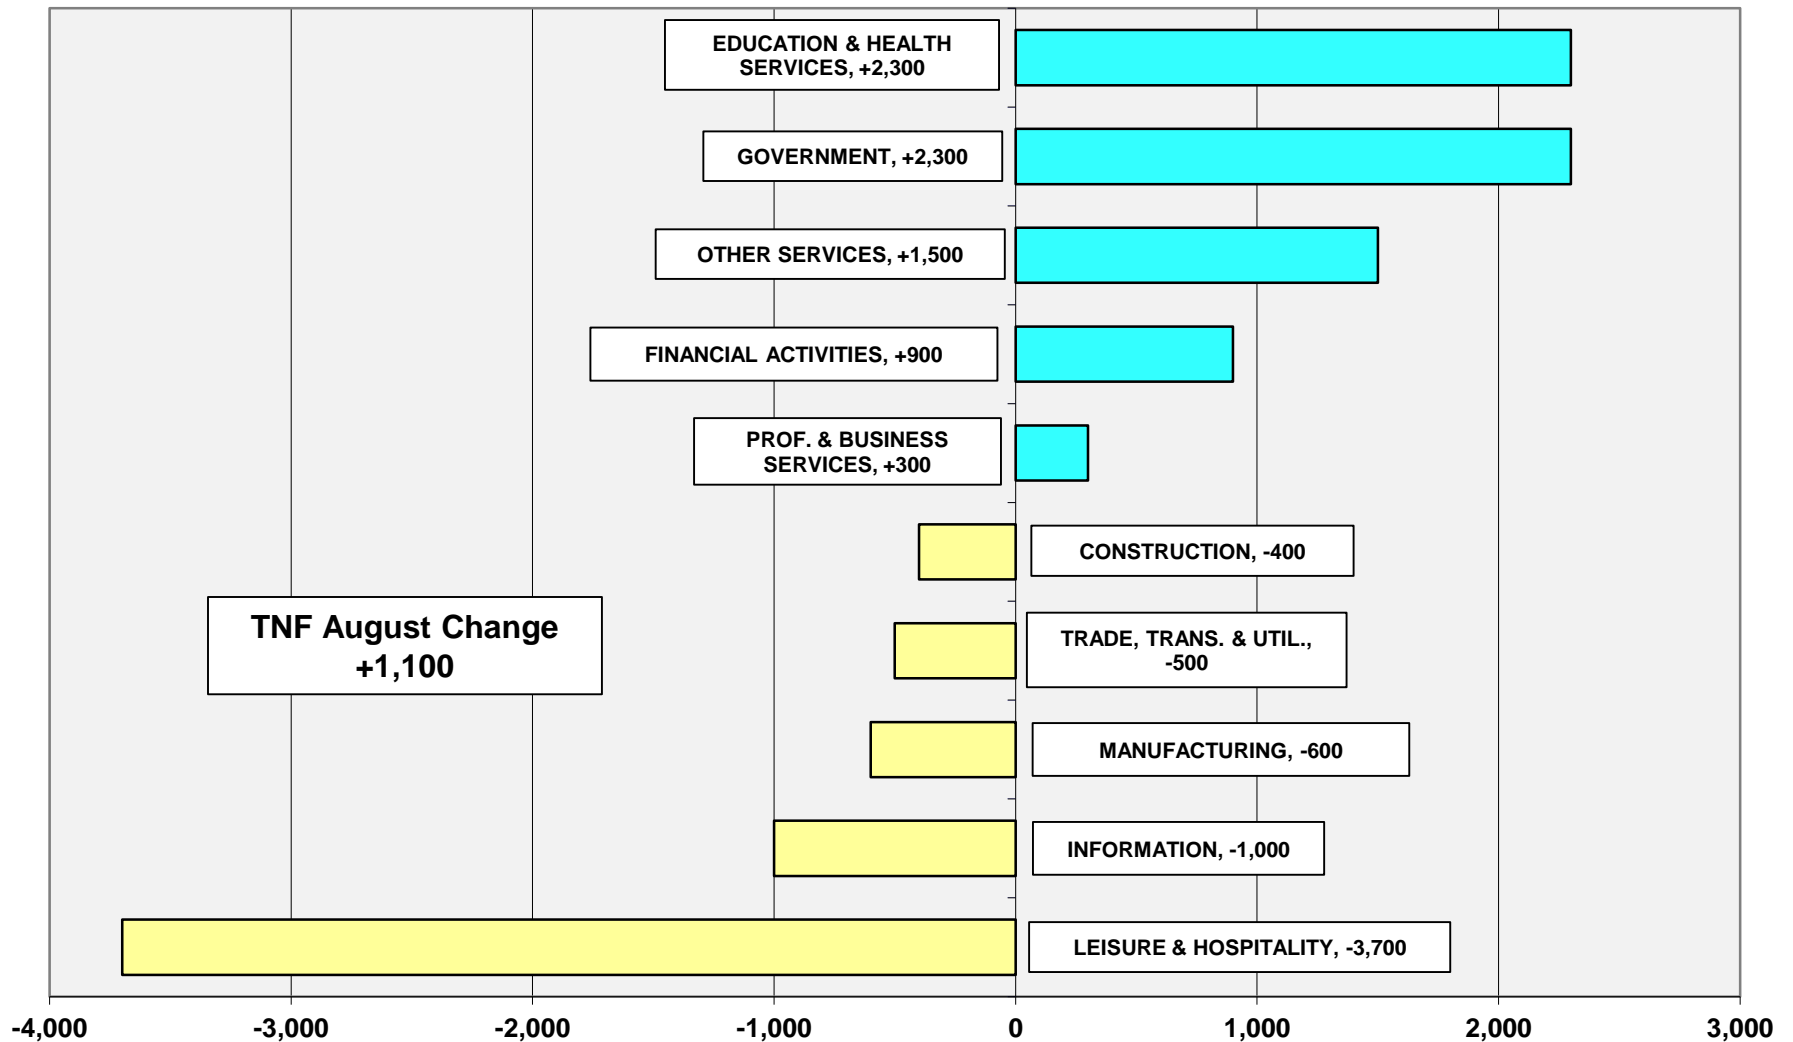 EDUCATION & HEALTH
SERVICES, +2,300
GOVERNMENT, +2,300
OTHER SERVICES, +1,500
FINANCIAL ACTIVITIES, +900
PROF. & BUSINESS
SERVICES, +300
CONSTRUCTION, -400
TNF August Change
+1,100
TRADE, TRANS. & UTIL.,
-500
MANUFACTURING, -600
INFORMATION, -1,000
LEISURE & HOSPITALITY, -3,700
-4,000 -3,000 -2,000 -1,000 0 1,000 2,000 3,000